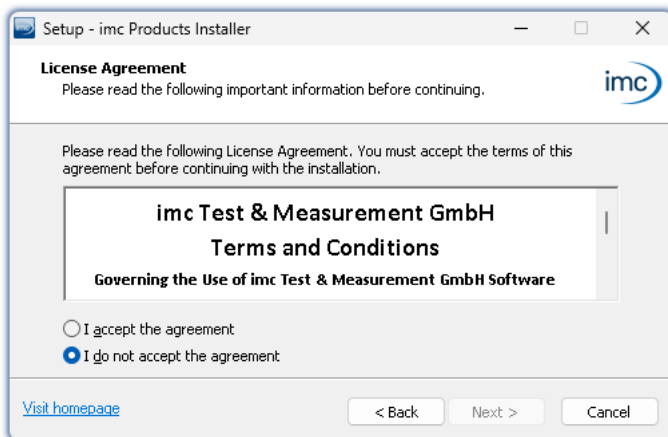 Setup - imc Products Installer
License Agreement
Please read the following important information before continuing.
imc
Please read the following License Agreement. You must accept the terms of this
agreement before continuing with the installation.
imc Test & Measurement GmbH
Terms and Conditions
Governing the Use of imc Test & Measurement GmbH Software
I accept the agreement
I do not accept the agreement
Visit homepage
< Back
Next >
Cancel